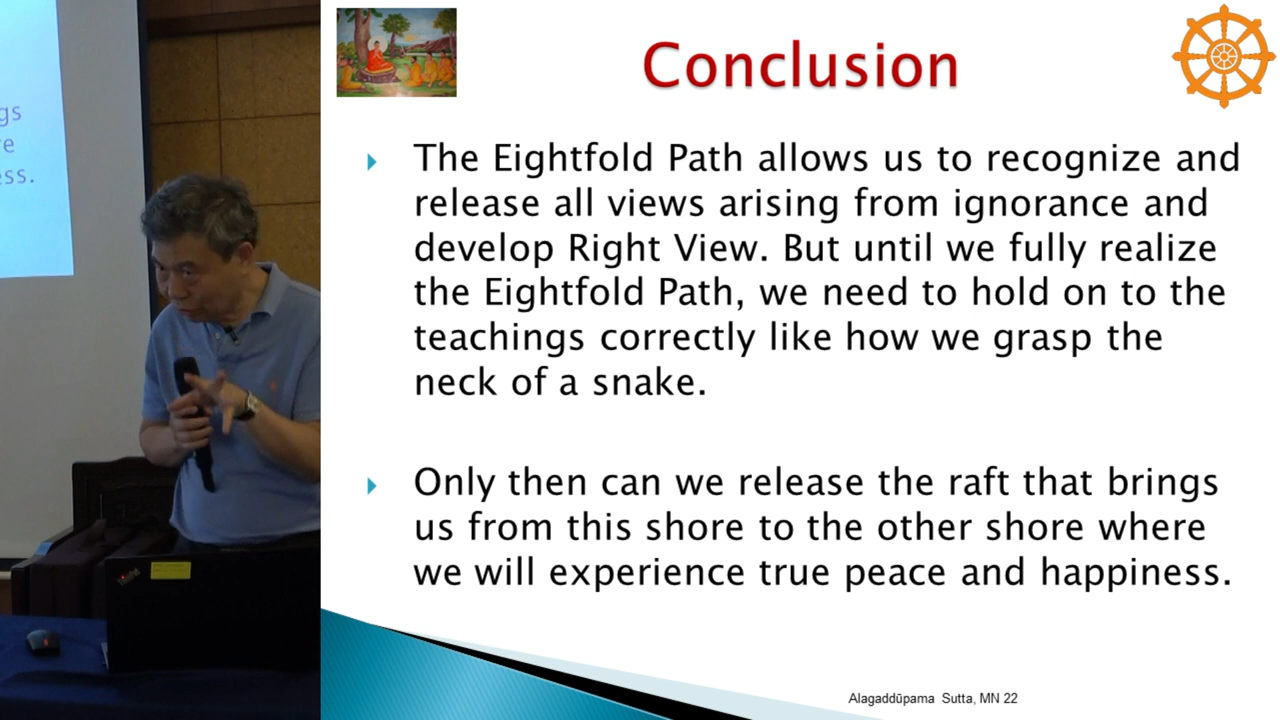 Conclusion
The Eightfold Path allows us to recognize and
release all views arising from ignorance and
develop Right View. But until we fully realize
the Eightfold Path, we need to hold on to the
teachings correctly like how we grasp the
neck of a snake.
Only then can we release the raft that brings
us from this shore to the other shore where
we will experience true peace and happiness.
Alagaddūpama Sutta, MN 22
gs
e
ess.
ThinkPad